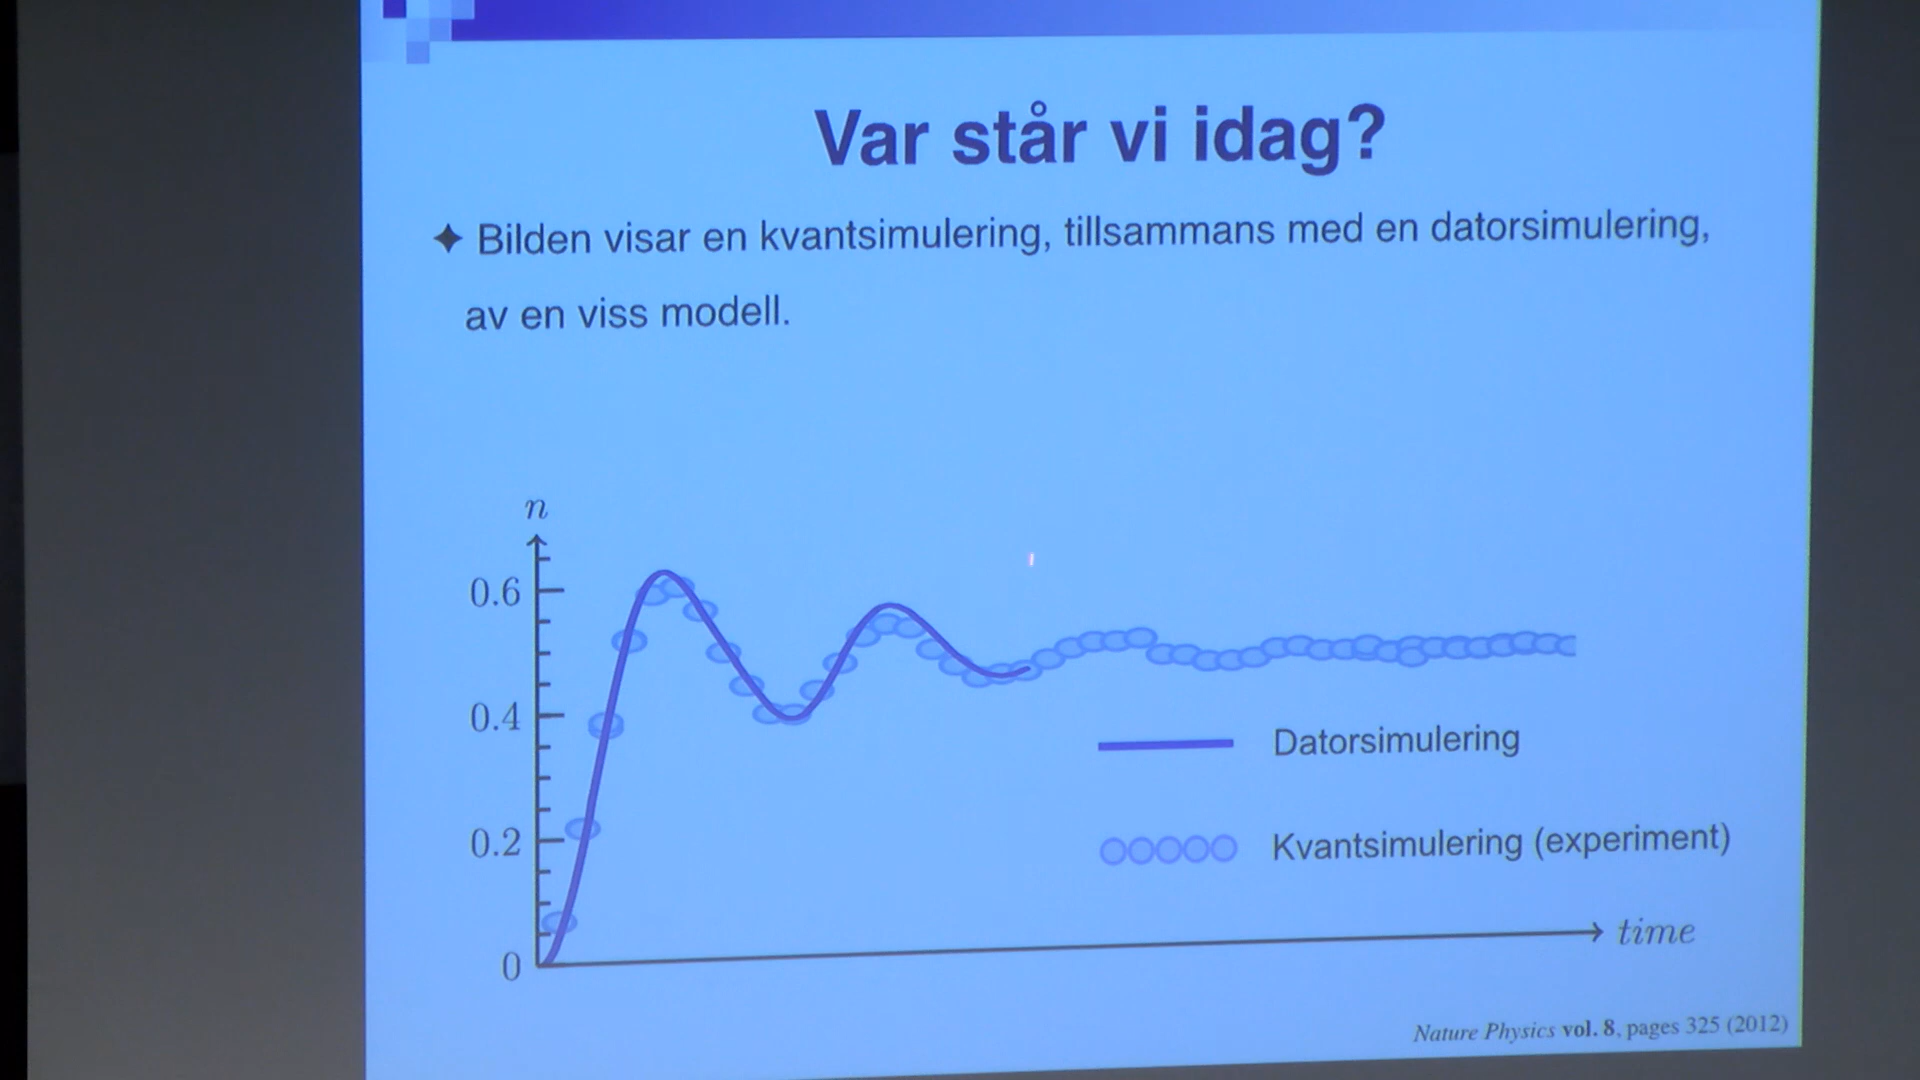 Var står vi idag?
✦ Bilden visar en kvantsimulering, tillsammans med en datorsimulering,
av en viss modell.
n
0.6
0.4
0.2
0
Datorsimulering
Kvantsimulering (experiment)
time
Nature Physics vol. 8, pages 325 (2012)